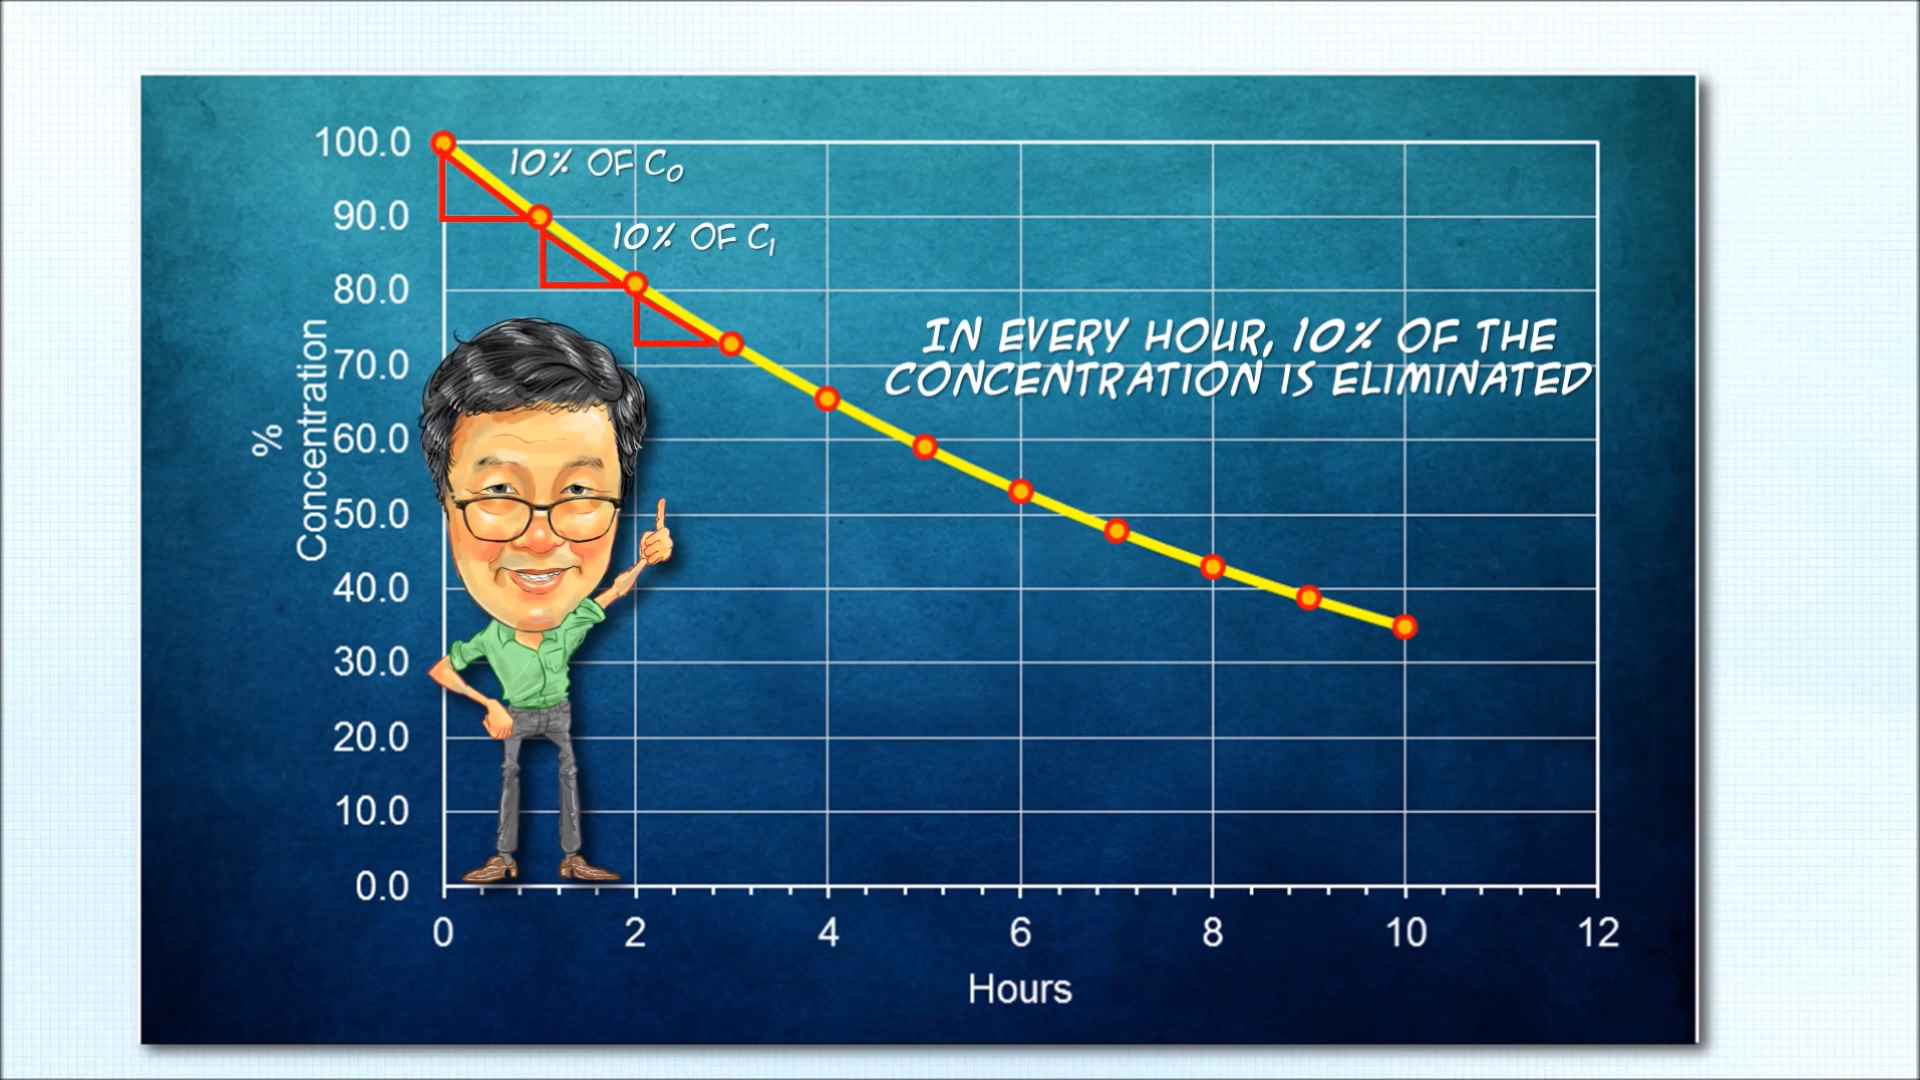 100.0
10% OF C₀
90.0
10% OF C₁
80.0
IN EVERY HOUR, 10% OF THE
CONCENTRATION IS ELIMINATED
70.0
%
Concentration
60.0
50.0
40.0
30.0
20.0
10.0
0.0
0 2 4 6 8 10 12
Hours